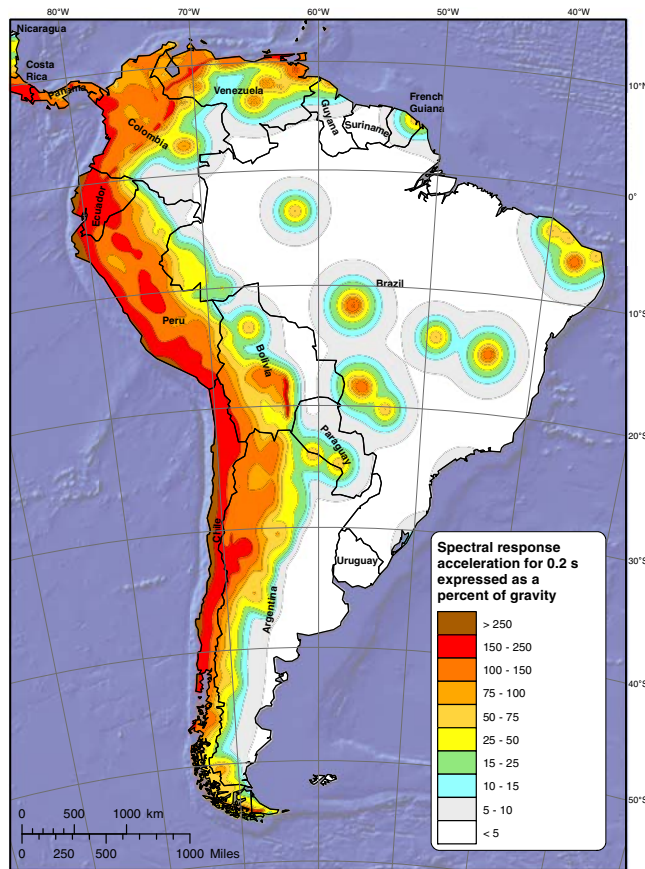 80°W 70°W 60°W 50°W 40°W
Nicaragua
Costa
Rica
Panama
Venezuela
10°N
French
Guiana
Guyana
Suriname
Colombia
Ecuador
0°
Brazil
10°S
Peru
Bolivia
20°S
Paraguay
Chile
30°S
Uruguay
Argentina
40°S
50°S
Spectral response
acceleration for 0.2 s
expressed as a
percent of gravity
> 250
150 - 250
100 - 150
75 - 100
50 - 75
25 - 50
15 - 25
10 - 15
5 - 10
< 5
0 500 1000 km
0 250 500 1000 Miles